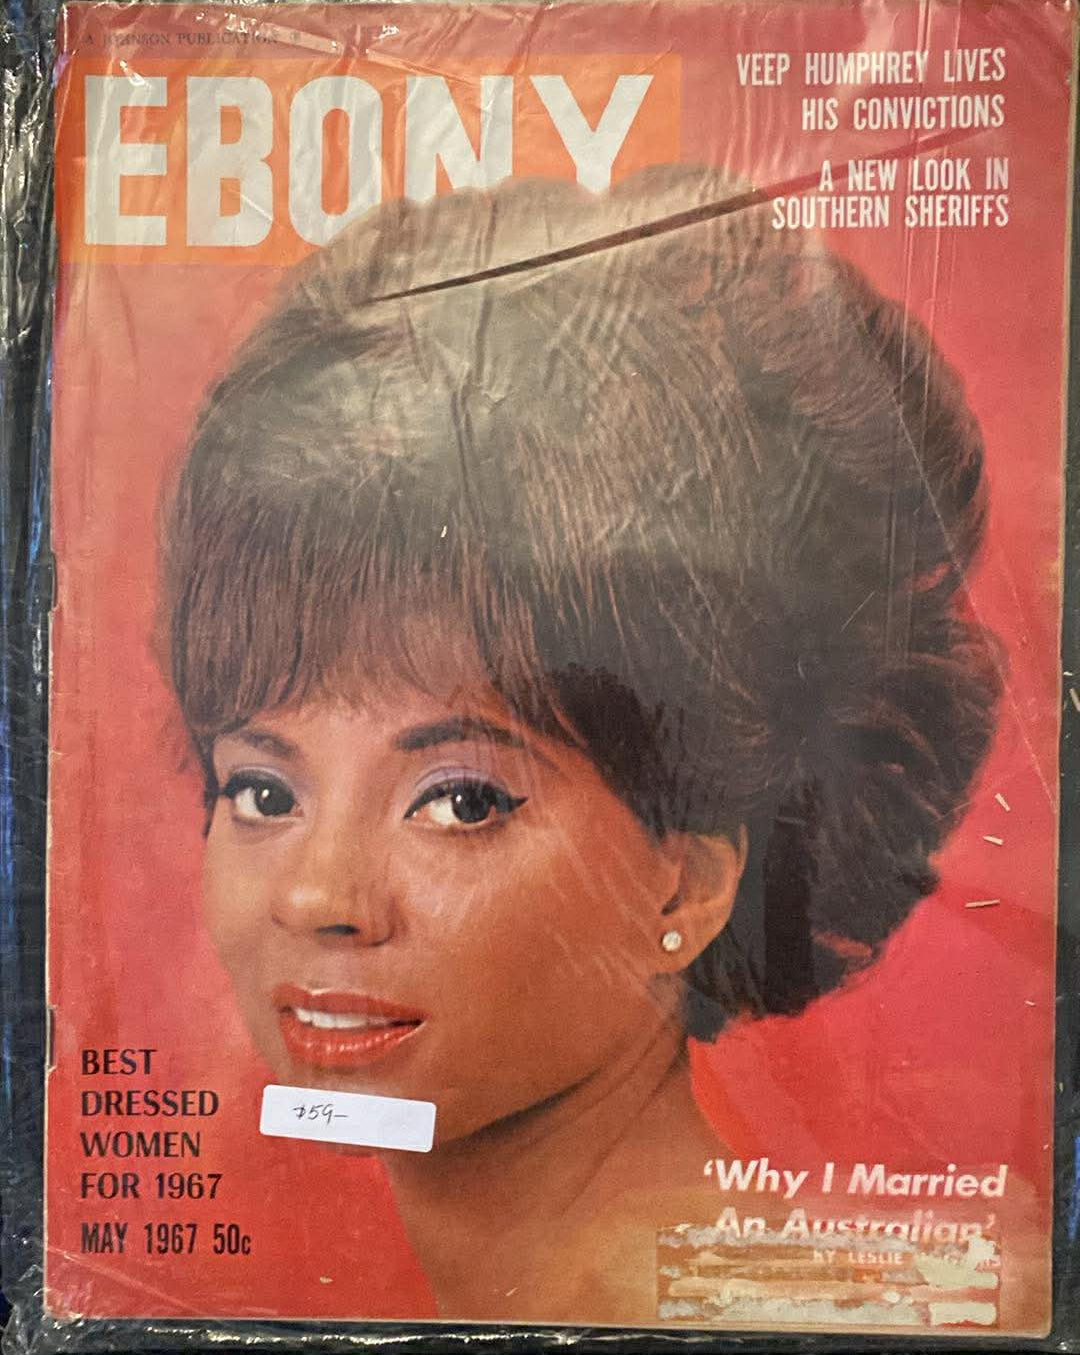 A JOHNSON PUBLICATION
EBONY
VEEP HUMPHREY LIVES
HIS CONVICTIONS
A NEW LOOK IN
SOUTHERN SHERIFFS
BEST
DRESSED
WOMEN
FOR 1967
MAY 1967 50c
$59–
‘Why I Married
An Australian’
BY LESLIE